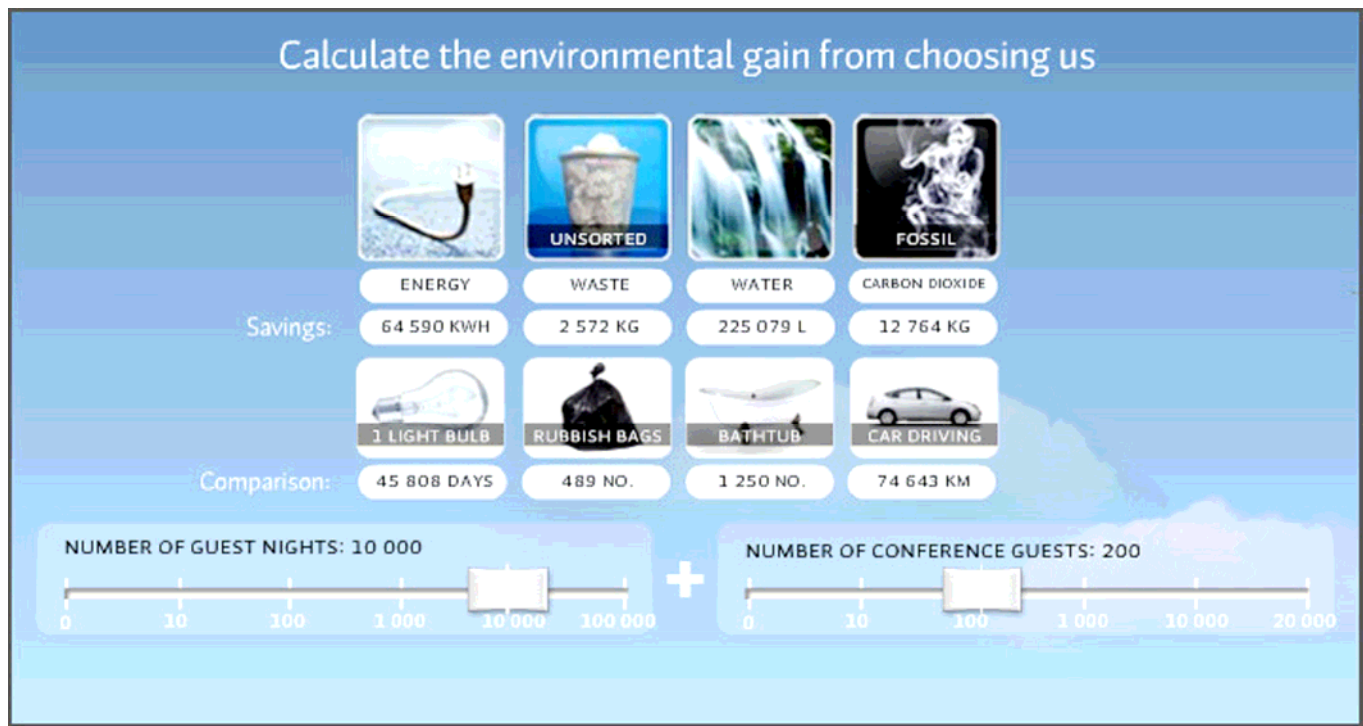 Calculate the environmental gain from choosing us
UNSORTED
FOSSIL
ENERGY
WASTE
WATER
CARBON DIOXIDE
Savings:
64 590 KWH
2 572 KG
225 079 L
12 764 KG
1 LIGHT BULB
RUBBISH BAGS
BATHTUB
CAR DRIVING
Comparison:
45 808 DAYS
489 NO.
1 250 NO.
74 643 KM
NUMBER OF GUEST NIGHTS: 10 000
0 10 100 1 000 10 000 100 000
+
NUMBER OF CONFERENCE GUESTS: 200
0 10 100 1 000 10 000 20 000